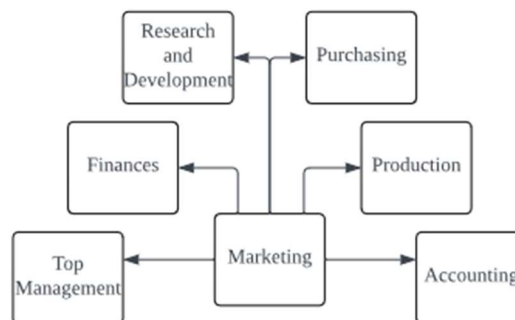 Research
and
Development
Purchasing
Finances
Production
Top
Management
Marketing
Accounting